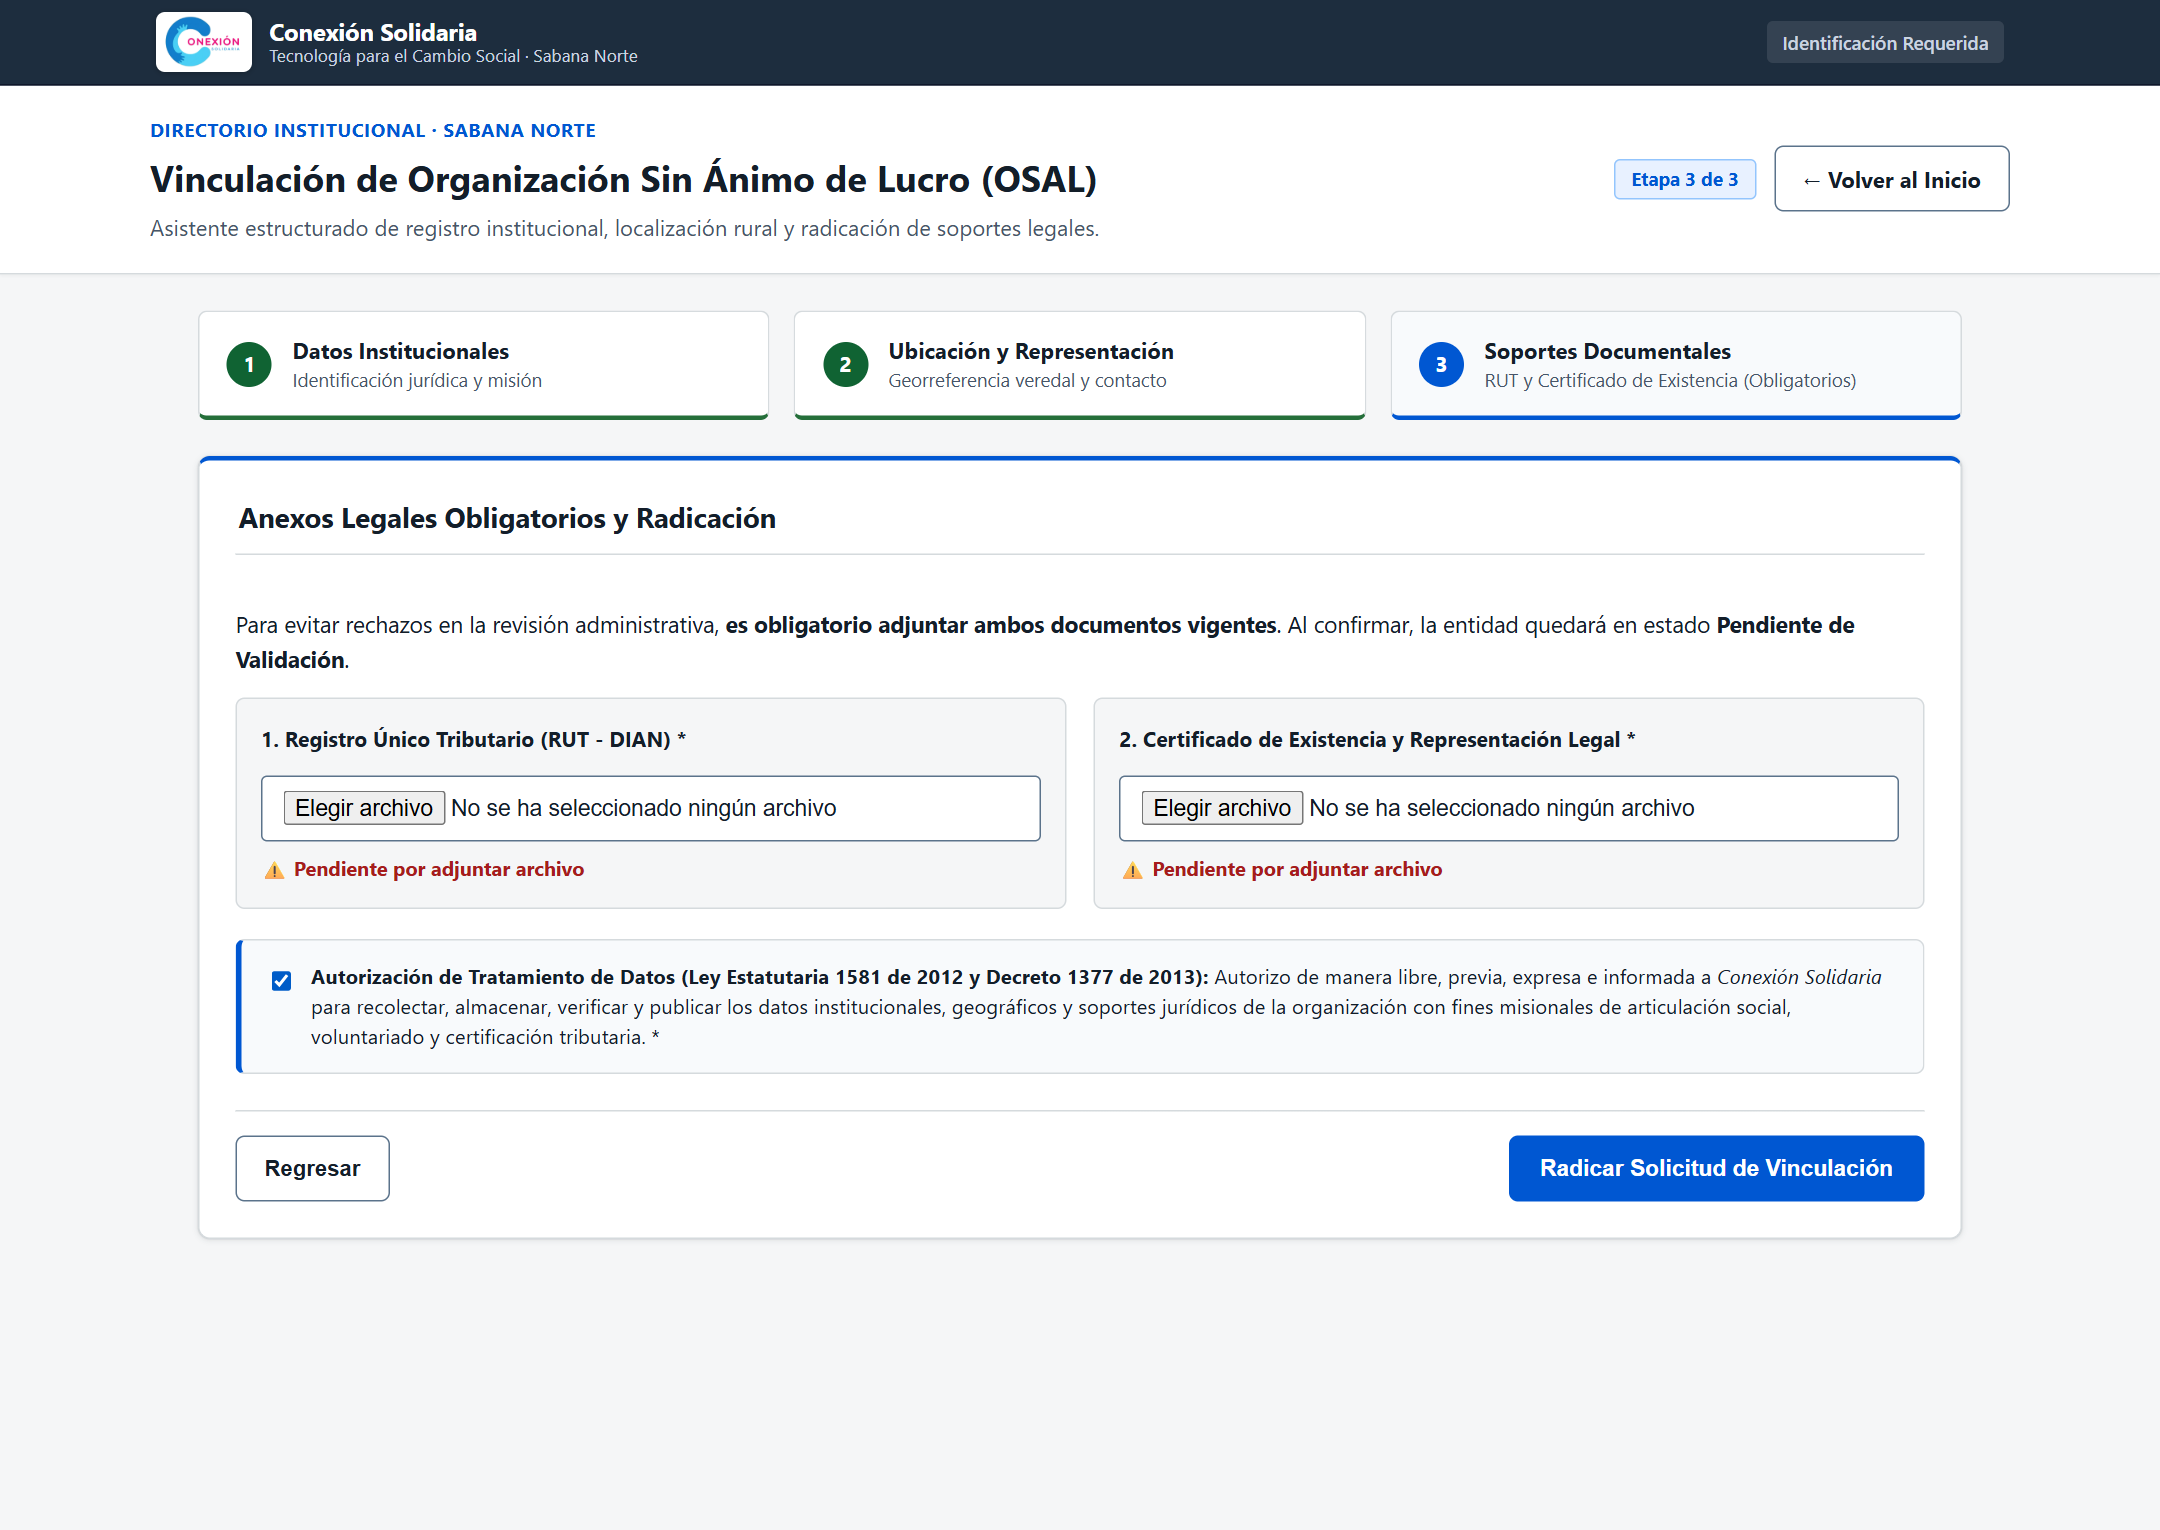 ONEXIÓN
SOLIDARIA
Conexión Solidaria
Tecnología para el Cambio Social · Sabana Norte
Identificación Requerida
DIRECTORIO INSTITUCIONAL · SABANA NORTE
Vinculación de Organización Sin Ánimo de Lucro (OSAL)
Asistente estructurado de registro institucional, localización rural y radicación de soportes legales.
Etapa 3 de 3
← Volver al Inicio
1
Datos Institucionales
Identificación jurídica y misión
2
Ubicación y Representación
Georreferencia veredal y contacto
3
Soportes Documentales
RUT y Certificado de Existencia (Obligatorios)
Anexos Legales Obligatorios y Radicación
Para evitar rechazos en la revisión administrativa, es obligatorio adjuntar ambos documentos vigentes. Al confirmar, la entidad quedará en estado Pendiente de
Validación.
1. Registro Único Tributario (RUT - DIAN) *
Elegir archivo No se ha seleccionado ningún archivo
⚠ Pendiente por adjuntar archivo
2. Certificado de Existencia y Representación Legal *
Elegir archivo No se ha seleccionado ningún archivo
⚠ Pendiente por adjuntar archivo
Autorización de Tratamiento de Datos (Ley Estatutaria 1581 de 2012 y Decreto 1377 de 2013): Autorizo de manera libre, previa, expresa e informada a Conexión Solidaria
para recolectar, almacenar, verificar y publicar los datos institucionales, geográficos y soportes jurídicos de la organización con fines misionales de articulación social,
voluntariado y certificación tributaria. *
Regresar
Radicar Solicitud de Vinculación